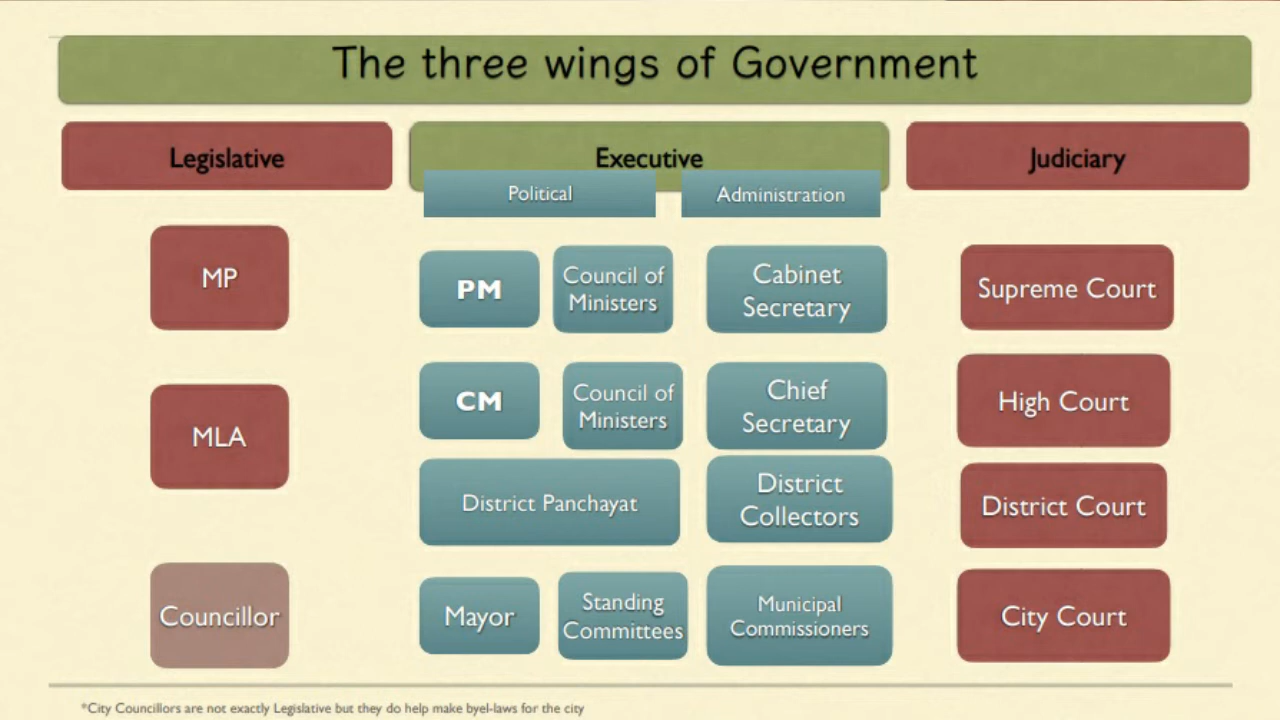 The three wings of Government
Legislative
Executive
Judiciary
Political
Administration
MP
PM
Council of
Ministers
Cabinet
Secretary
Supreme Court
MLA
CM
Council of
Ministers
Chief
Secretary
High Court
District Panchayat
District
Collectors
District Court
Councillor
Mayor
Standing
Committees
Municipal
Commissioners
City Court
*City Councillors are not exactly Legislative but they do help make byel-laws for the city